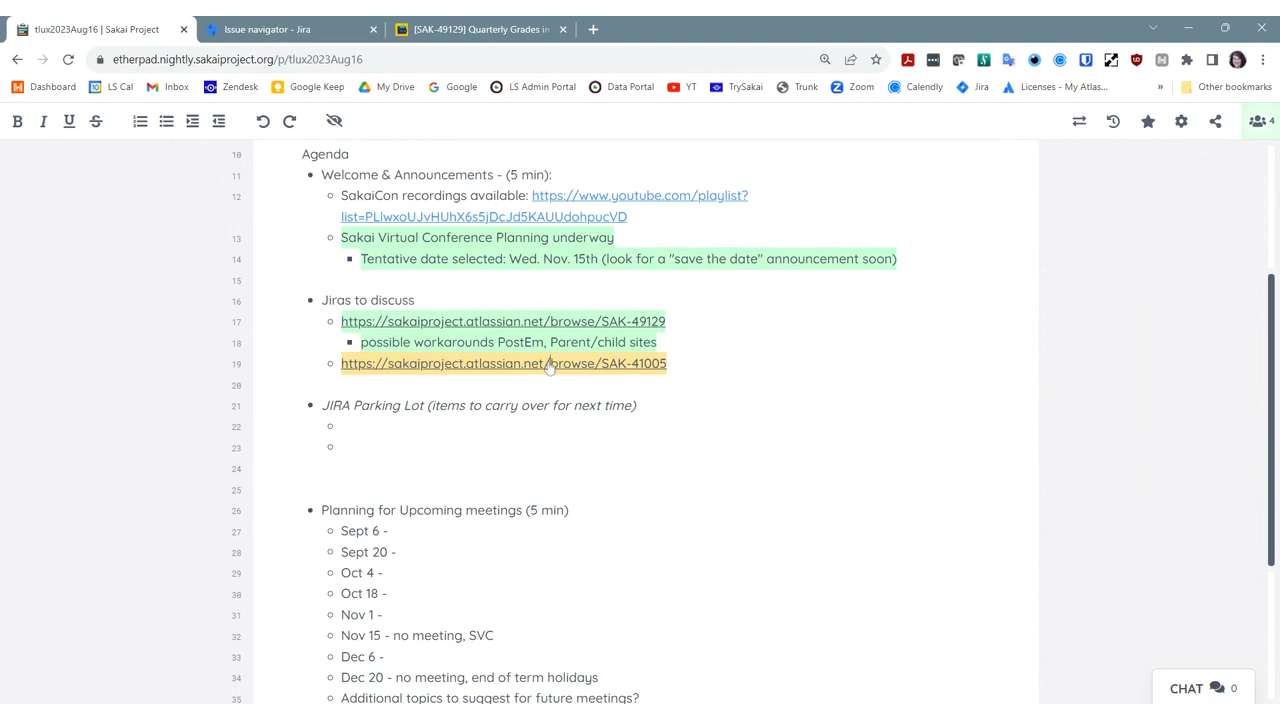 tlux2023Aug16 | Sakai Project
Issue navigator - Jira
[SAK-49129] Quarterly Grades in
etherpad.nightly.sakaiproject.org/p/tlux2023Aug16
Dashboard
LS Cal
Inbox
Zendesk
Google Keep
My Drive
Google
LS Admin Portal
Data Portal
YT
TrySakai
Trunk
Zoom
Calendly
Jira
Licenses - My Atlas...
»
Other bookmarks
B I U S
4
10 Agenda
11 • Welcome & Announcements - (5 min):
12 SakaiCon recordings available: https://www.youtube.com/playlist?
list=PLlwxoUJvHUhX6s5jDcJd5KAUUdohpucVD
13 Sakai Virtual Conference Planning underway
14 Tentative date selected: Wed. Nov. 15th (look for a "save the date" announcement soon)
15
16 • Jiras to discuss
17 https://sakaiproject.atlassian.net/browse/SAK-49129
18 possible workarounds PostEm, Parent/child sites
19 https://sakaiproject.atlassian.net/browse/SAK-41005
20
21 • JIRA Parking Lot (items to carry over for next time)
22
23
24
25
26 • Planning for Upcoming meetings (5 min)
27 Sept 6 -
28 Sept 20 -
29 Oct 4 -
30 Oct 18 -
31 Nov 1 -
32 Nov 15 - no meeting, SVC
33 Dec 6 -
34 Dec 20 - no meeting, end of term holidays
35 Additional topics to suggest for future meetings?
CHAT 0